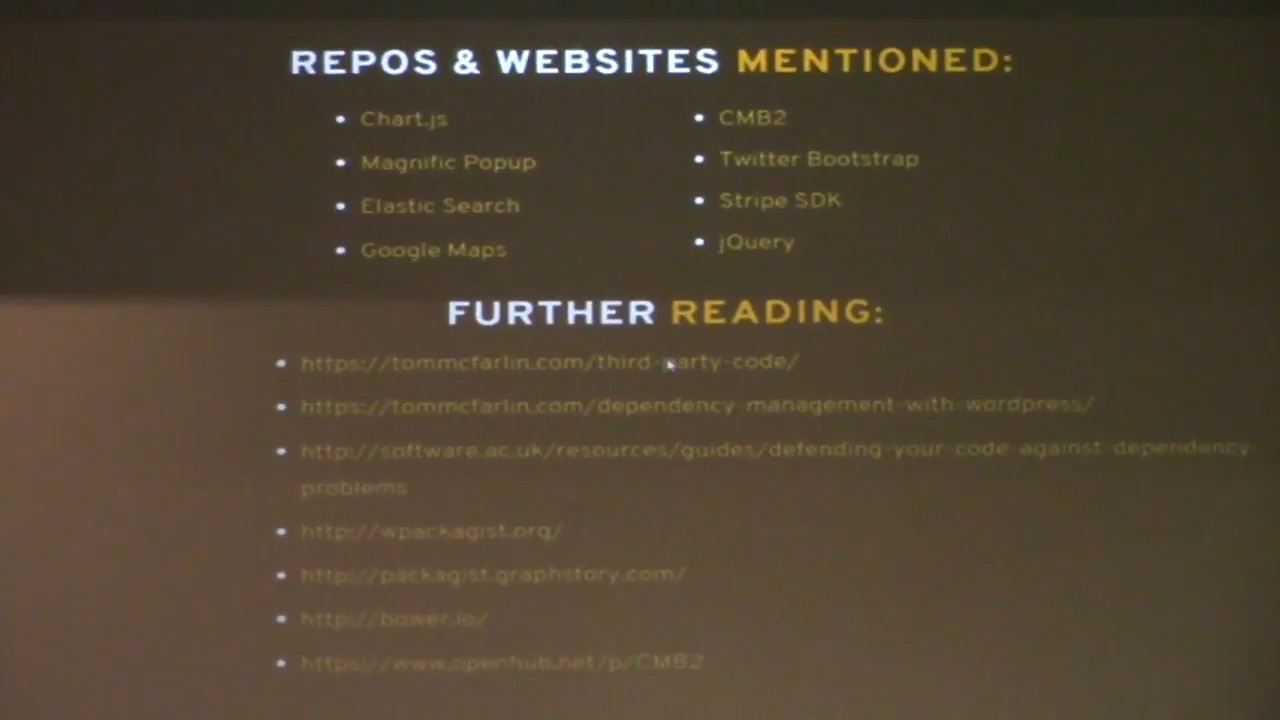 REPOS & WEBSITES MENTIONED:
Chart.js
Magnific Popup
Elastic Search
Google Maps
CMB2
Twitter Bootstrap
Stripe SDK
jQuery
FURTHER READING:
https://tommcfarlin.com/third-party-code/
https://tommcfarlin.com/dependency-management-with-wordpress/
http://software.ac.uk/resources/guides/defending-your-code-against-dependency-
problems
http://wpackagist.org/
http://packagist.graphstory.com/
http://bower.io/
https://www.openhub.net/p/CMB2